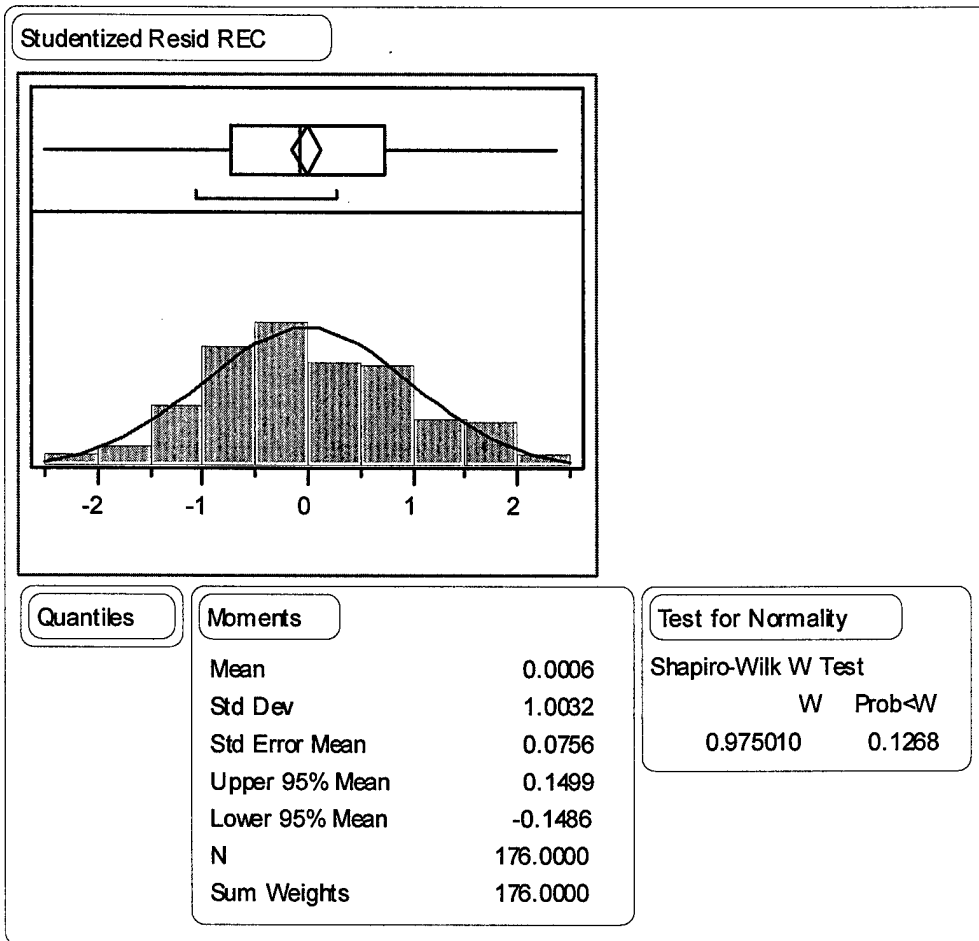 Studentized Resid REC
-2 -1 0 1 2
Quantiles
Moments
Mean 0.0006
Std Dev 1.0032
Std Error Mean 0.0756
Upper 95% Mean 0.1499
Lower 95% Mean -0.1486
N 176.0000
Sum Weights 176.0000
Test for Normality
Shapiro-Wilk W Test
W Prob<W
0.975010 0.1268